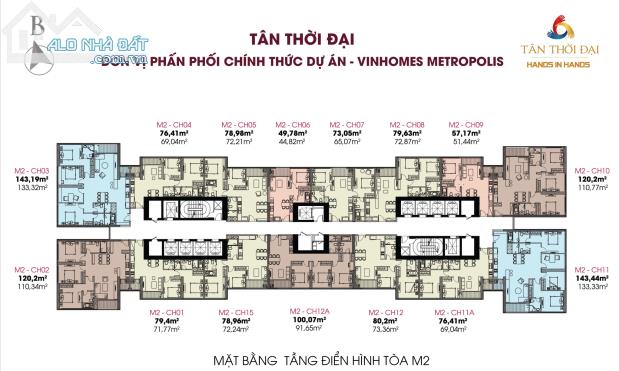 B
ALO NHÀ ĐẤT
.com.vn
TÂN THỜI ĐẠI
ĐƠN VỊ PHẤN PHỐI CHÍNH THỨC DỰ ÁN - VINHOMES METROPOLIS
TÂN THỜI ĐẠI
HANDS IN HANDS
M2 - CH04
76,41m²
69,04m²
M2 - CH05
78,98m²
72,21m²
M2 - CH06
49,78m²
44,82m²
M2 - CH07
73,05m²
65,07m²
M2 - CH08
79,63m²
72,87m²
M2 - CH09
57,17m²
51,44m²
M2 - CH03
143,19m²
133,32m²
M2 - CH10
120,2m²
110,77m²
M2 - CH02
120,2m²
110,34m²
M2 - CH11
143,44m²
133,33m²
M2 - CH01
79,4m²
71,77m²
M2 - CH15
78,96m²
72,24m²
M2 - CH12A
100,07m²
91,65m²
M2 - CH12
80,2m²
73,36m²
M2 - CH11A
76,41m²
69,04m²
MẶT BẰNG TẦNG ĐIỂN HÌNH TÒA M2